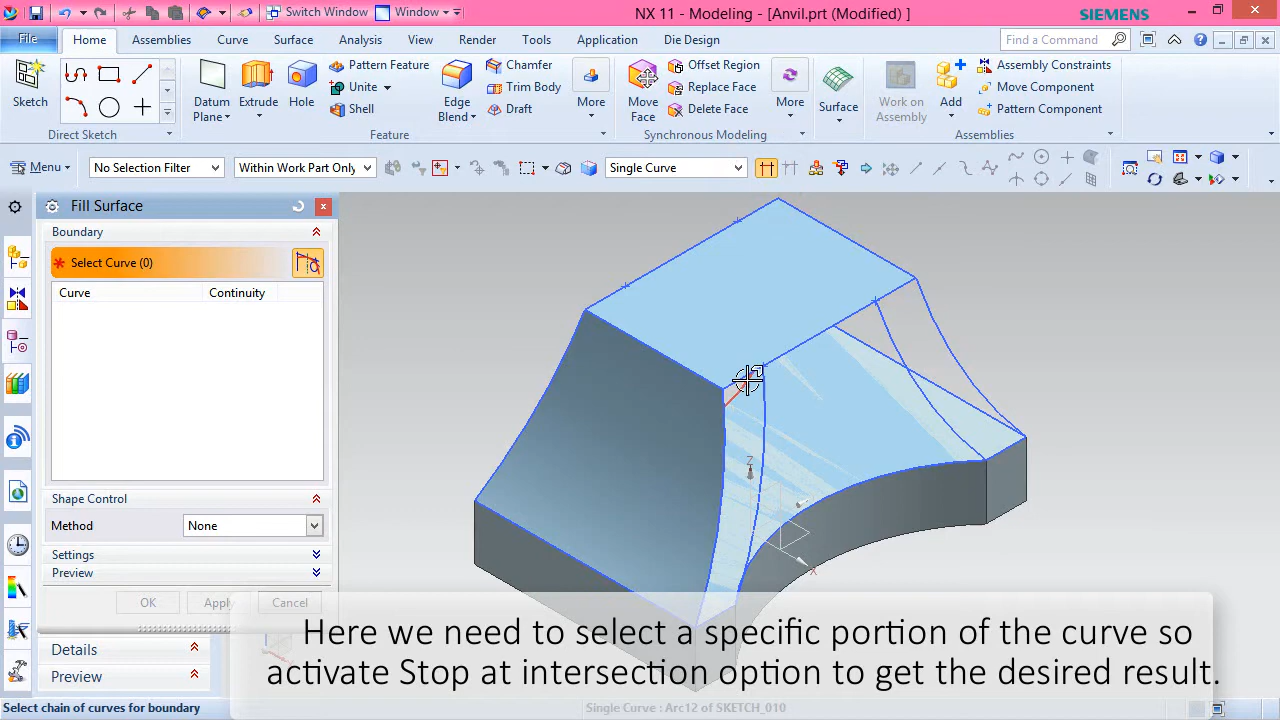 Switch Window
Window
NX 11 - Modeling - [Anvil.prt (Modified) ]
SIEMENS
File
Home
Assemblies
Curve
Surface
Analysis
View
Render
Tools
Application
Die Design
Find a Command
Sketch
Direct Sketch
Datum
Plane
Extrude
Hole
Pattern Feature
Unite
Shell
Edge
Blend
Chamfer
Trim Body
Draft
More
Feature
Move
Face
Offset Region
Replace Face
Delete Face
More
Synchronous Modeling
Surface
Work on
Assembly
Add
Assembly Constraints
Move Component
Pattern Component
Assemblies
Menu
No Selection Filter
Within Work Part Only
Single Curve
Fill Surface
Boundary
* Select Curve (0)
Curve
Continuity
Shape Control
Method
None
Settings
Preview
OK
Apply
Cancel
Details
Preview
Z
X
Here we need to select a specific portion of the curve so
activate Stop at intersection option to get the desired result.
Select chain of curves for boundary
Single Curve : Arc12 of SKETCH_010